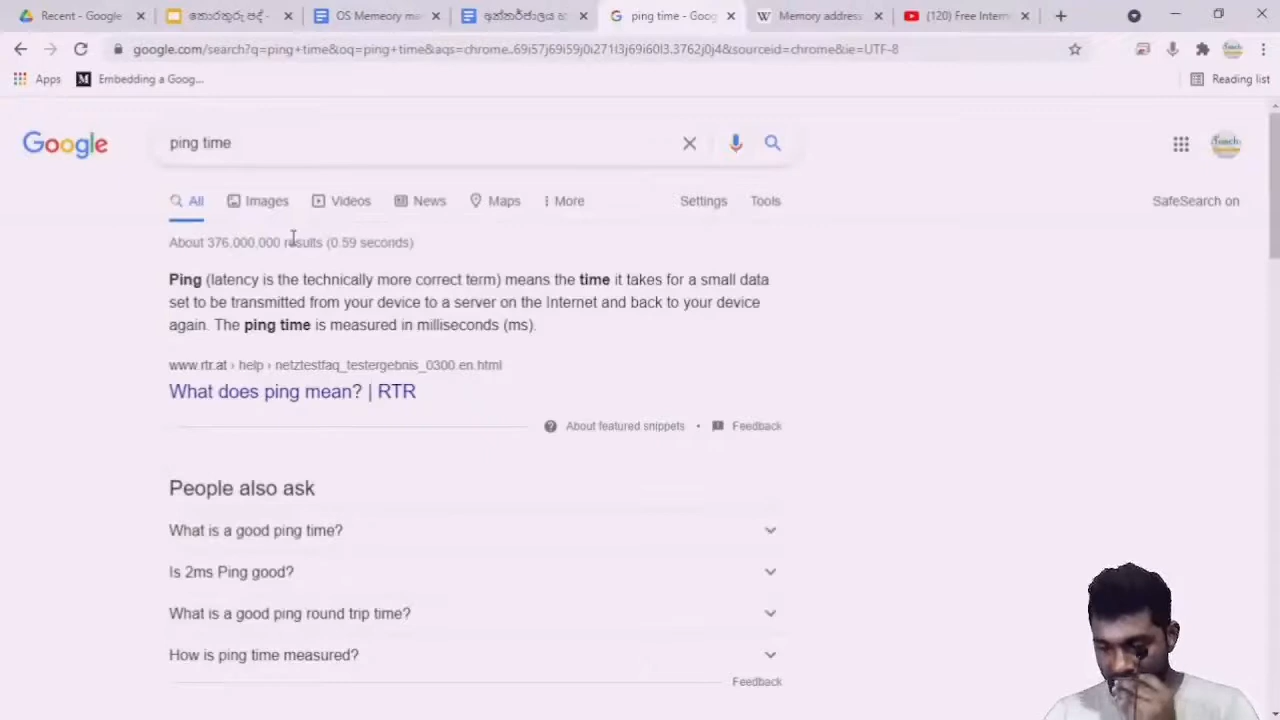 Recent - Google
තොරතුරු පද් -
OS Memeory me
අන්තර්ජාලය
ping time - Goog
Memory address
(120) Free Intern
google.com/search?q=ping+time&oq=ping+time&aqs=chrome..69i57j69i59j0i271l3j69i60l3.3762j0j4&sourceid=chrome&ie=UTF-8
Apps
Embedding a Goog...
Reading list
Google
ping time
All
Images
Videos
News
Maps
More
Settings
Tools
SafeSearch on
About 376,000,000 results (0.59 seconds)
Ping (latency is the technically more correct term) means the time it takes for a small data
set to be transmitted from your device to a server on the Internet and back to your device
again. The ping time is measured in milliseconds (ms).
www.rtr.at › help › netztestfaq_testergebnis_0300.en.html
What does ping mean? | RTR
About featured snippets • Feedback
People also ask
What is a good ping time?
Is 2ms Ping good?
What is a good ping round trip time?
How is ping time measured?
Feedback